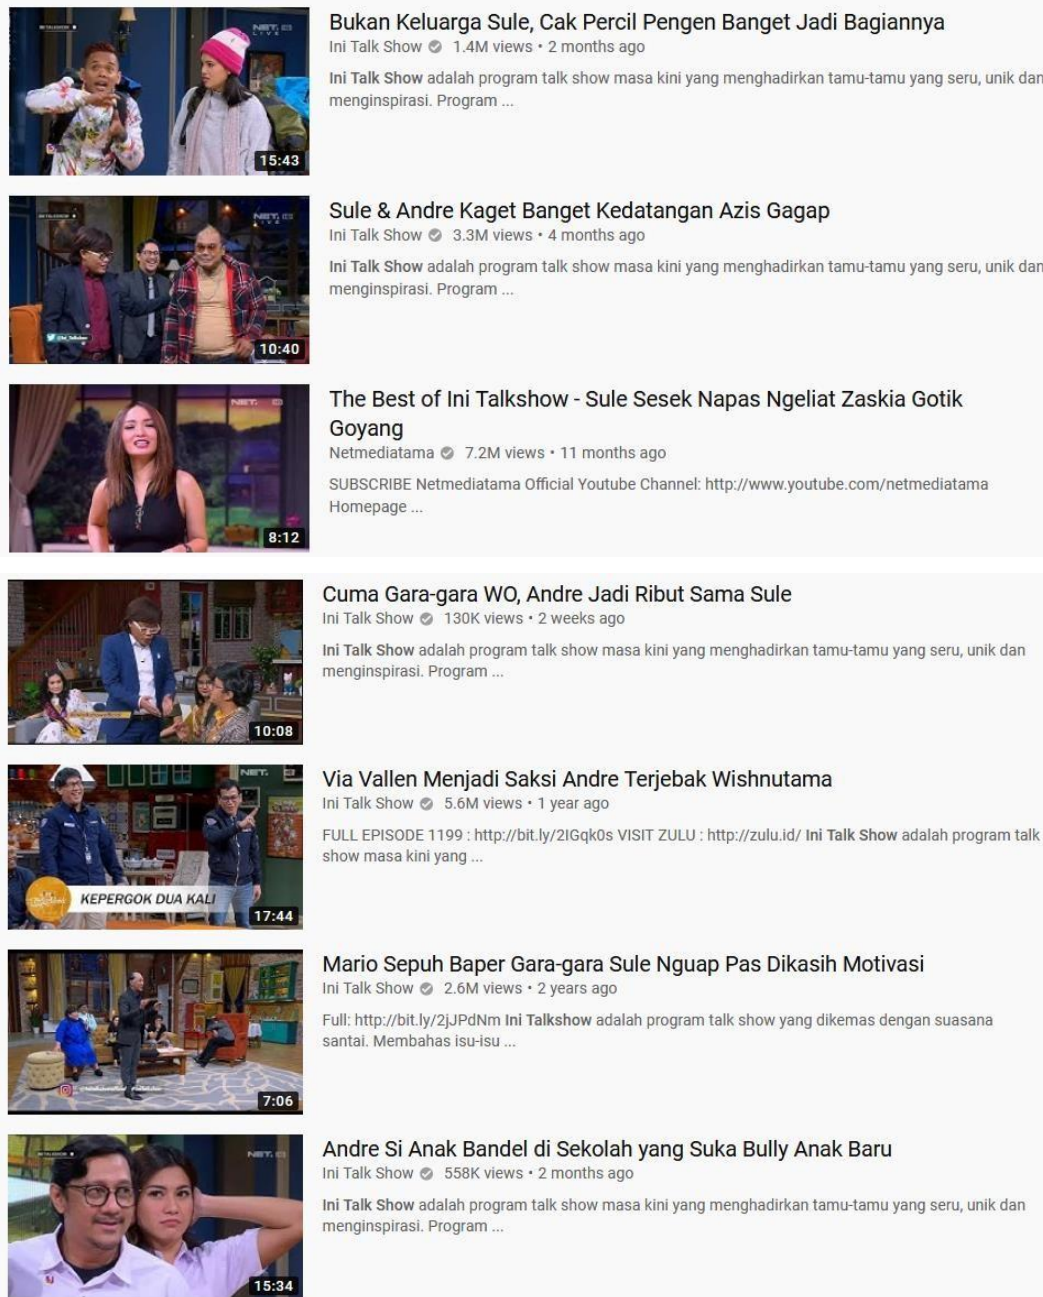 Bukan Keluarga Sule, Cak Percil Pengen Banget Jadi Bagiannya
Ini Talk Show 1.4M views • 2 months ago
Ini Talk Show adalah program talk show masa kini yang menghadirkan tamu-tamu yang seru, unik dan
menginspirasi. Program ...
NET.
LIVE
15:43
Sule & Andre Kaget Banget Kedatangan Azis Gagap
Ini Talk Show 3.3M views • 4 months ago
Ini Talk Show adalah program talk show masa kini yang menghadirkan tamu-tamu yang seru, unik dan
menginspirasi. Program ...
NET.
LIVE
10:40
The Best of Ini Talkshow - Sule Sesek Napas Ngeliat Zaskia Gotik
Goyang
Netmediatama 7.2M views • 11 months ago
SUBSCRIBE Netmediatama Official Youtube Channel: http://www.youtube.com/netmediatama
Homepage ...
NET.
8:12
Cuma Gara-gara WO, Andre Jadi Ribut Sama Sule
Ini Talk Show 130K views • 2 weeks ago
Ini Talk Show adalah program talk show masa kini yang menghadirkan tamu-tamu yang seru, unik dan
menginspirasi. Program ...
10:08
Via Vallen Menjadi Saksi Andre Terjebak Wishnutama
Ini Talk Show 5.6M views • 1 year ago
FULL EPISODE 1199 : http://bit.ly/2IGqk0s VISIT ZULU : http://zulu.id/ Ini Talk Show adalah program talk
show masa kini yang ...
NET.
KEPERGOK DUA KALI
17:44
Mario Sepuh Baper Gara-gara Sule Nguap Pas Dikasih Motivasi
Ini Talk Show 2.6M views • 2 years ago
Full: http://bit.ly/2jJPdNm Ini Talkshow adalah program talk show yang dikemas dengan suasana
santai. Membahas isu-isu ...
7:06
Andre Si Anak Bandel di Sekolah yang Suka Bully Anak Baru
Ini Talk Show 558K views • 2 months ago
Ini Talk Show adalah program talk show masa kini yang menghadirkan tamu-tamu yang seru, unik dan
menginspirasi. Program ...
NET.
15:34